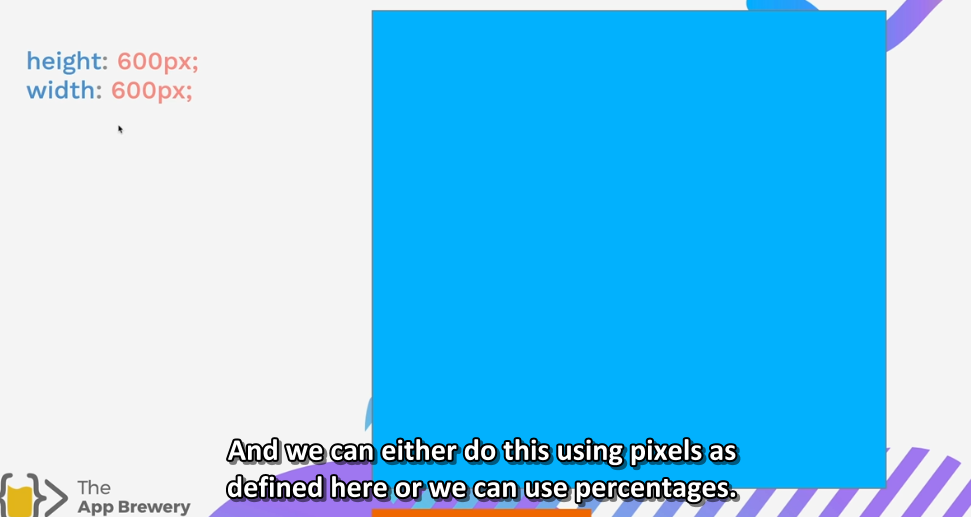 height: 600px;
width: 600px;
And we can either do this using pixels as
defined here or we can use percentages.
The
App Brewery